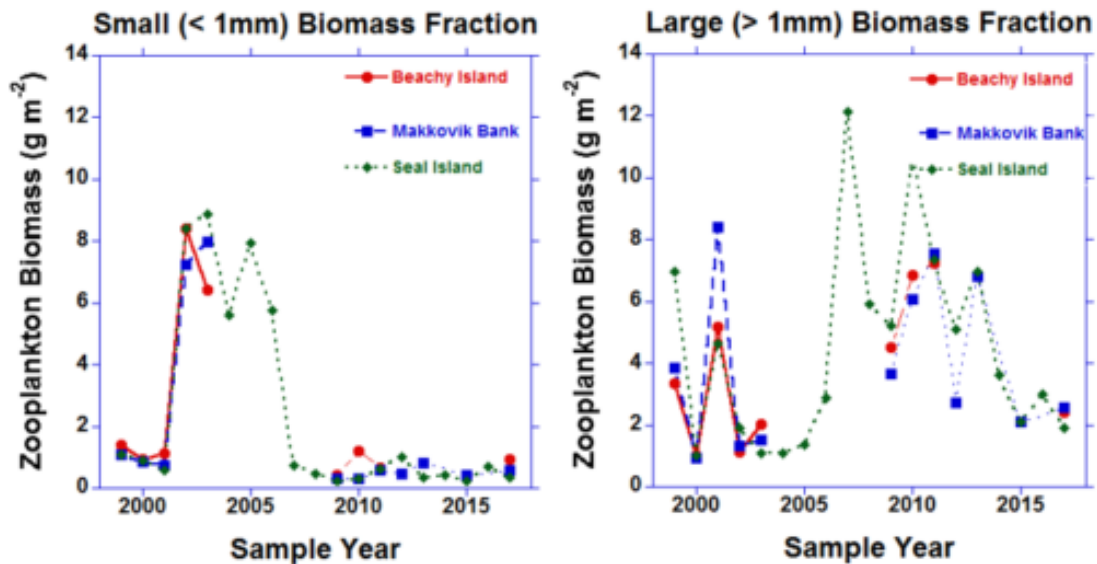 Small (< 1mm) Biomass Fraction
14
12
10
8
6
4
2
0
Zooplankton Biomass (g m-2)
Beachy Island
Makkovik Bank
Seal Island
2000
2005
2010
2015
Sample Year
Large (> 1mm) Biomass Fraction
14
12
10
8
6
4
2
0
Zooplankton Biomass (g m-2)
Beachy Island
Makkovik Bank
Seal Island
2000
2005
2010
2015
Sample Year